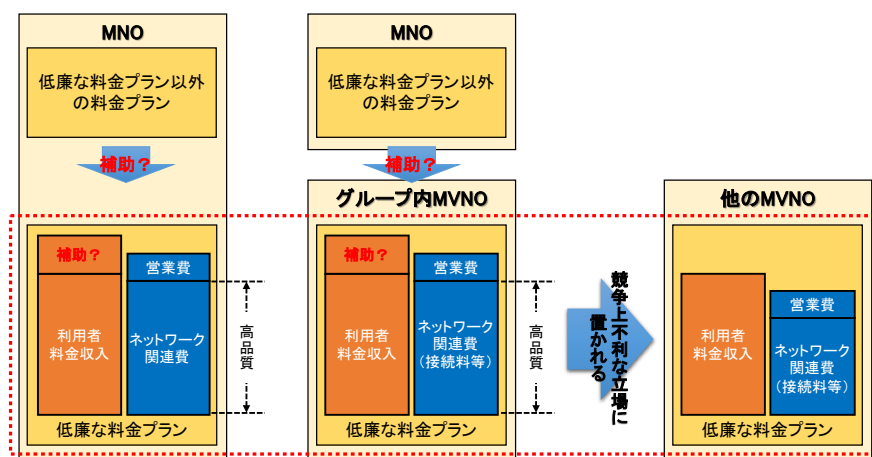 MNO
低廉な料金プラン以外
の料金プラン
補助？
補助？
営業費
利用者
料金収入
ネットワーク
関連費
高品質
低廉な料金プラン
MNO
低廉な料金プラン以外
の料金プラン
補助？
グループ内MVNO
補助？
営業費
利用者
料金収入
ネットワーク
関連費
(接続料等)
高品質
低廉な料金プラン
競争上不利な立場に
置かれる
他のMVNO
営業費
利用者
料金収入
ネットワーク
関連費
(接続料等)
低廉な料金プラン